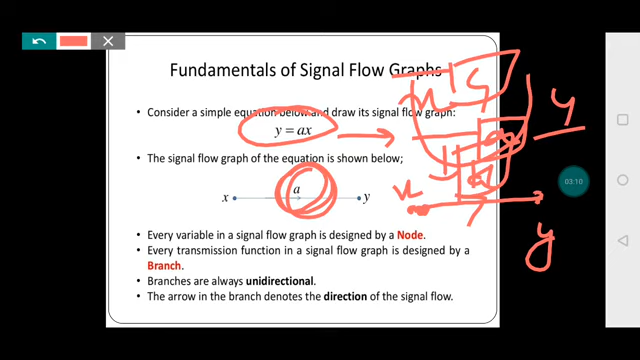 Fundamentals of Signal Flow Graphs
• Consider a simple equation below and draw its signal flow graph:
y = ax
y
• The signal flow graph of the equation is shown below;
a
x
y
x
y
03:10
• Every variable in a signal flow graph is designed by a Node.
• Every transmission function in a signal flow graph is designed by a
Branch.
• Branches are always unidirectional.
• The arrow in the branch denotes the direction of the signal flow.